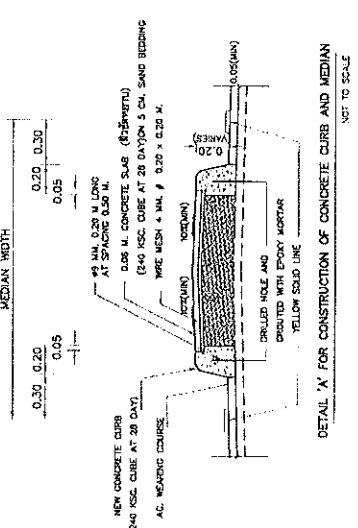 MEDIAN WIDTH
0.30 0.20
0.20 0.30
0.05
0.05
NEW CONCRETE CURB
(240 KSC. CUBE AT 28 DAY)
AC. WEARING COURSE
#9 MM. 0.20 M LONG
AT SPACING 0.50 M.
0.05 M. CONCRETE SLAB
(240 KSC. CUBE AT 28 DAY)ON 5 CM. SAND BEDDING
WIRE MESH 4 MM. # 0.20 x 0.20 M.
10%(MIN)
10%(MIN)
0.20
(VARIES)
0.05(MIN)
DRILLED HOLE AND
GROUTED WITH EPOXY MORTAR
YELLOW SOLID LINE
DETAIL 'A' FOR CONSTRUCTION OF CONCRETE CURB AND MEDIAN
NOT TO SCALE